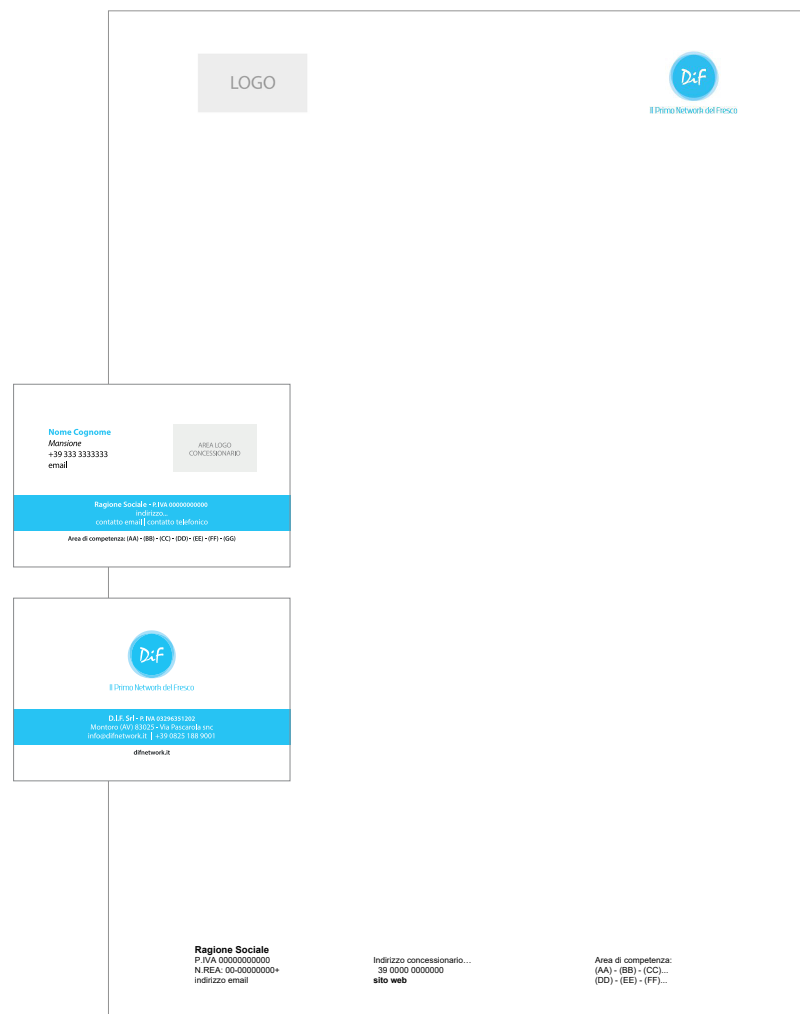 LOGO
DiF
Il Primo Network del Fresco
Nome Cognome
Mansione
+39 333 3333333
email
AREA LOGO
CONCESSIONARIO
Ragione Sociale - P.IVA 00000000000
indirizzo...
contatto email | contatto telefonico
Area di competenza: (AA) - (BB) - (CC) - (DD) - (EE) - (FF) - (GG)
DiF
Il Primo Network del Fresco
D.I.F. Srl - P. IVA 03296351202
Montoro (AV) 83025 - Via Pascarola snc
info@difnetwork.it | +39 0825 188 9001
difnetwork.it
Ragione Sociale
P.IVA 00000000000
N.REA: 00-00000000+
indirizzo email
Indirizzo concessionario...
39 0000 0000000
sito web
Area di competenza:
(AA) - (BB) - (CC)...
(DD) - (EE) - (FF)...